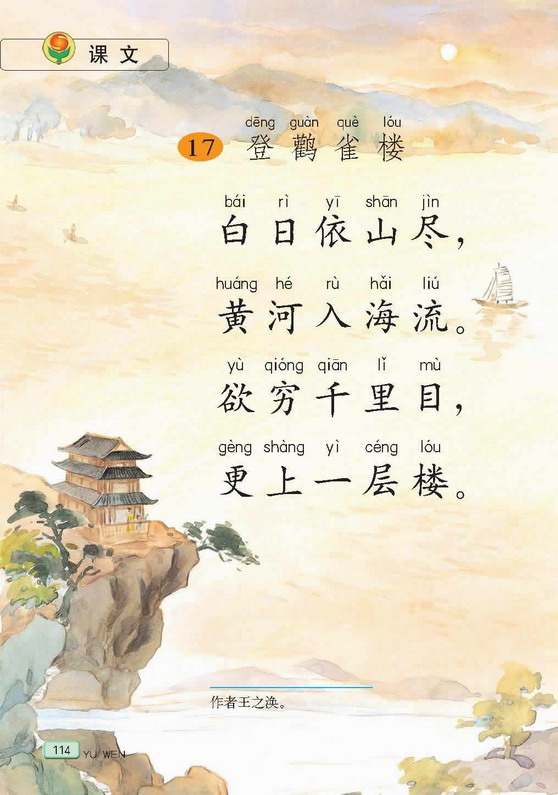 课文
dēng guàn què lóu
17 登鹳雀楼
bái rì yī shān jìn
白日依山尽，
huáng hé rù hǎi liú
黄河入海流。
yù qióng qiān lǐ mù
欲穷千里目，
gèng shàng yì céng lóu
更上一层楼。
作者王之涣。
114 YU WEN